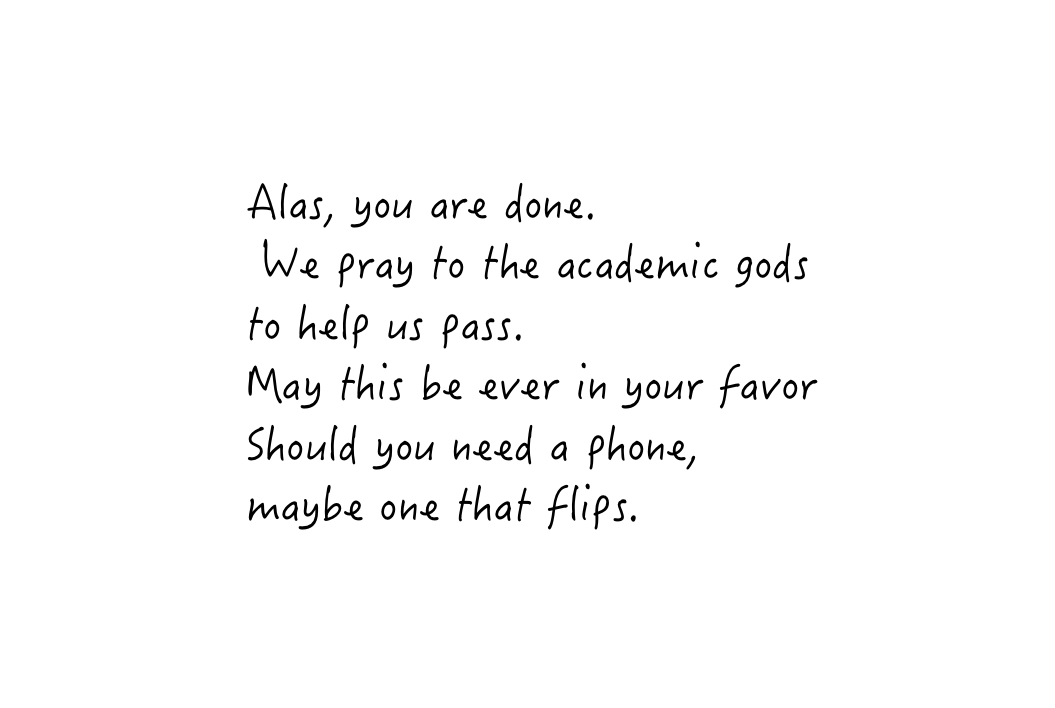 Alas, you are done.
We pray to the academic gods
to help us pass.
May this be ever in your favor
Should you need a phone,
maybe one that flips.